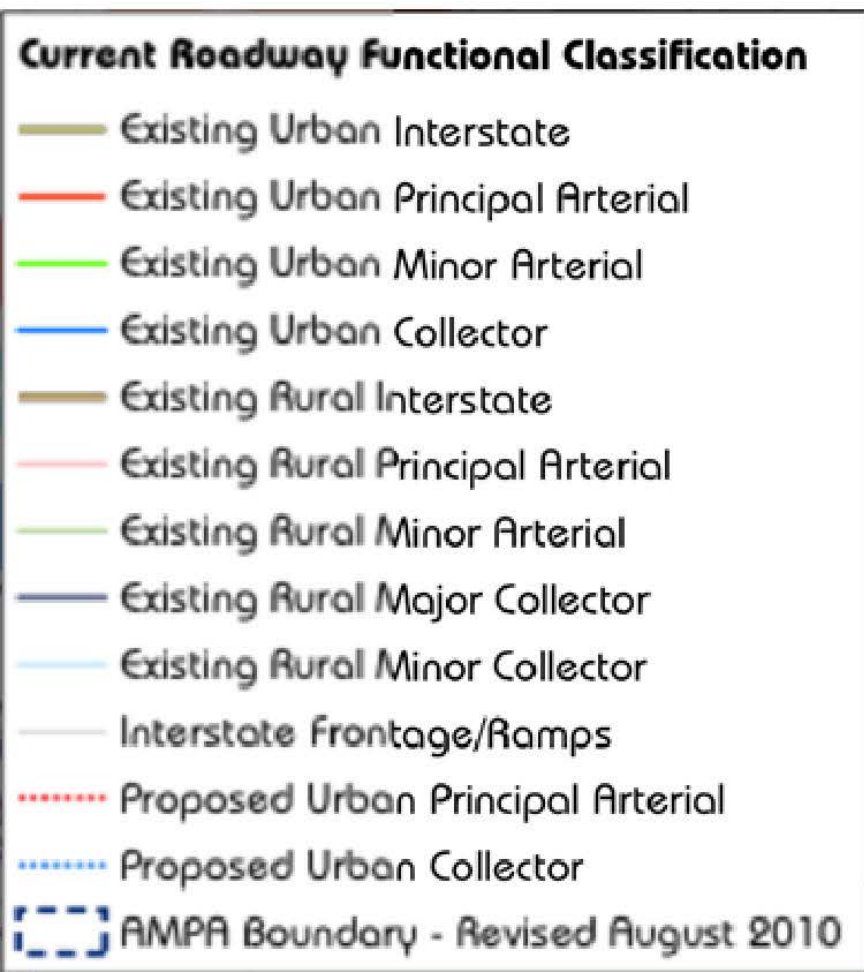 Current Roadway Functional Classification
Existing Urban Interstate
Existing Urban Principal Arterial
Existing Urban Minor Arterial
Existing Urban Collector
Existing Rural Interstate
Existing Rural Principal Arterial
Existing Rural Minor Arterial
Existing Rural Major Collector
Existing Rural Minor Collector
Interstate Frontage/Ramps
Proposed Urban Principal Arterial
Proposed Urban Collector
AMPA Boundary - Revised August 2010